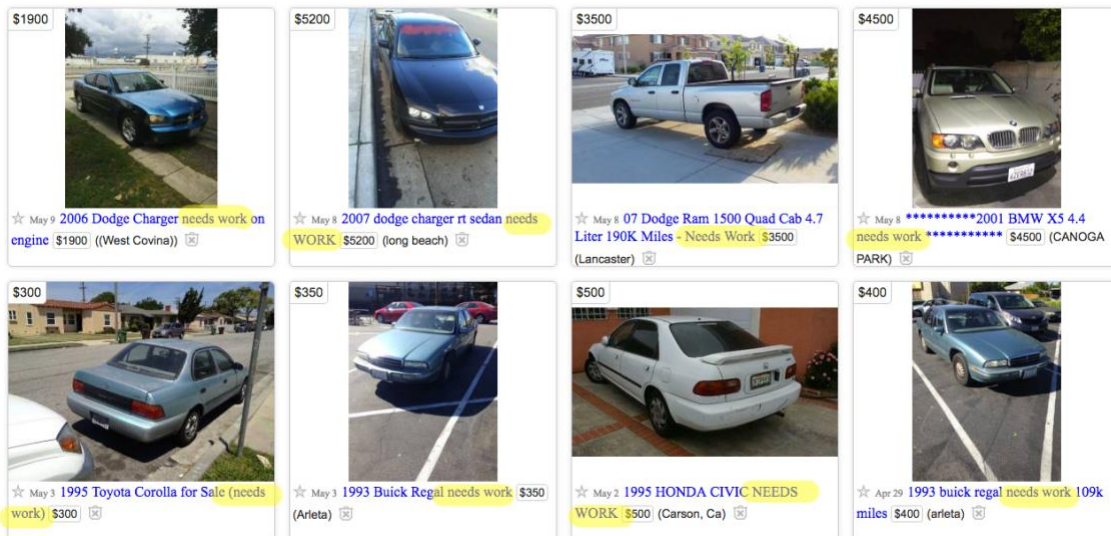 $1900
May 9 2006 Dodge Charger needs work on
engine $1900 ((West Covina))
$5200
May 8 2007 dodge charger rt sedan needs
WORK $5200 (long beach)
$3500
May 8 07 Dodge Ram 1500 Quad Cab 4.7
Liter 190K Miles - Needs Work $3500
(Lancaster)
$4500
May 8 **********2001 BMW X5 4.4
needs work *********** $4500 (CANOGA
PARK)
$300
May 3 1995 Toyota Corolla for Sale (needs
work) $300
$350
May 3 1993 Buick Regal needs work $350
(Arleta)
$500
May 2 1995 HONDA CIVIC NEEDS
WORK $500 (Carson, Ca)
$400
Apr 29 1993 buick regal needs work 109k
miles $400 (arleta)